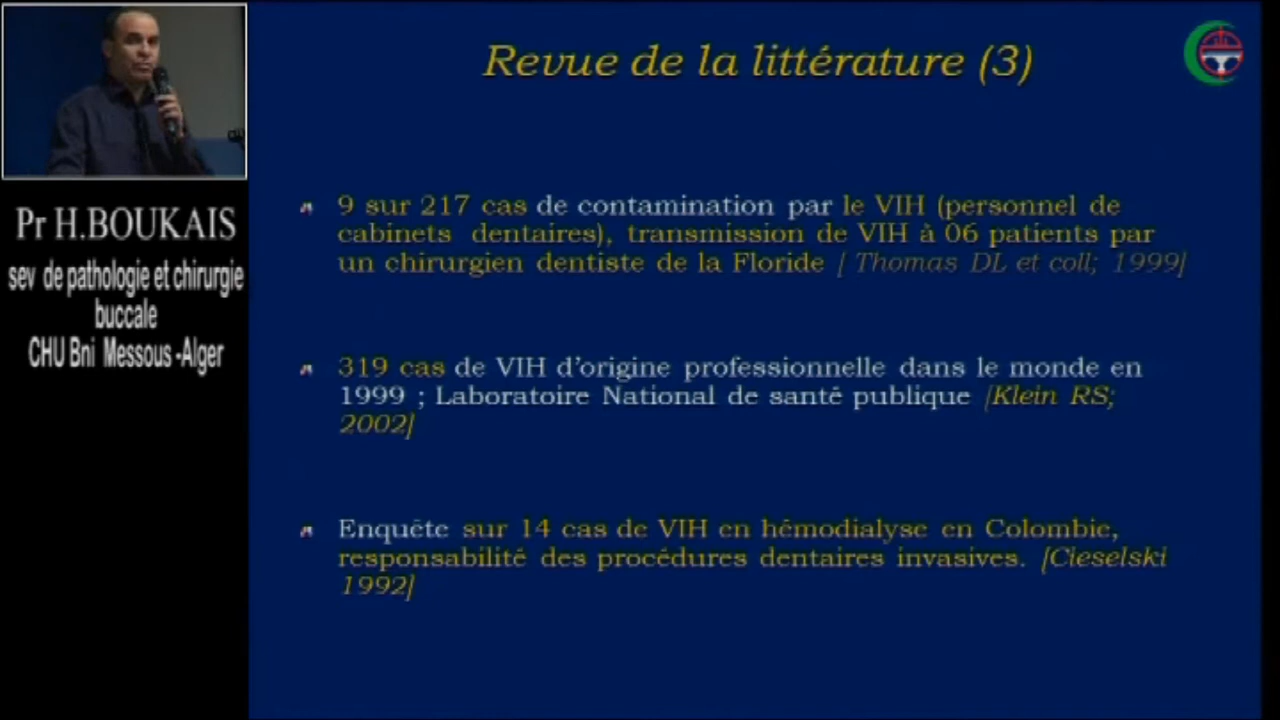 Revue de la littérature (3)
9 sur 217 cas de contamination par le VIH (personnel de
cabinets dentaires), transmission de VIH à 06 patients par
un chirurgien dentiste de la Floride [ Thomas DL et coll; 1999]
319 cas de VIH d'origine professionnelle dans le monde en
1999 ; Laboratoire National de santé publique [Klein RS;
2002]
Enquête sur 14 cas de VIH en hémodialyse en Colombie,
responsabilité des procédures dentaires invasives. [Cieselski
1992]
Pr H.BOUKAIS
sev de pathologie et chirurgie
buccale
CHU Bni Messous -Alger